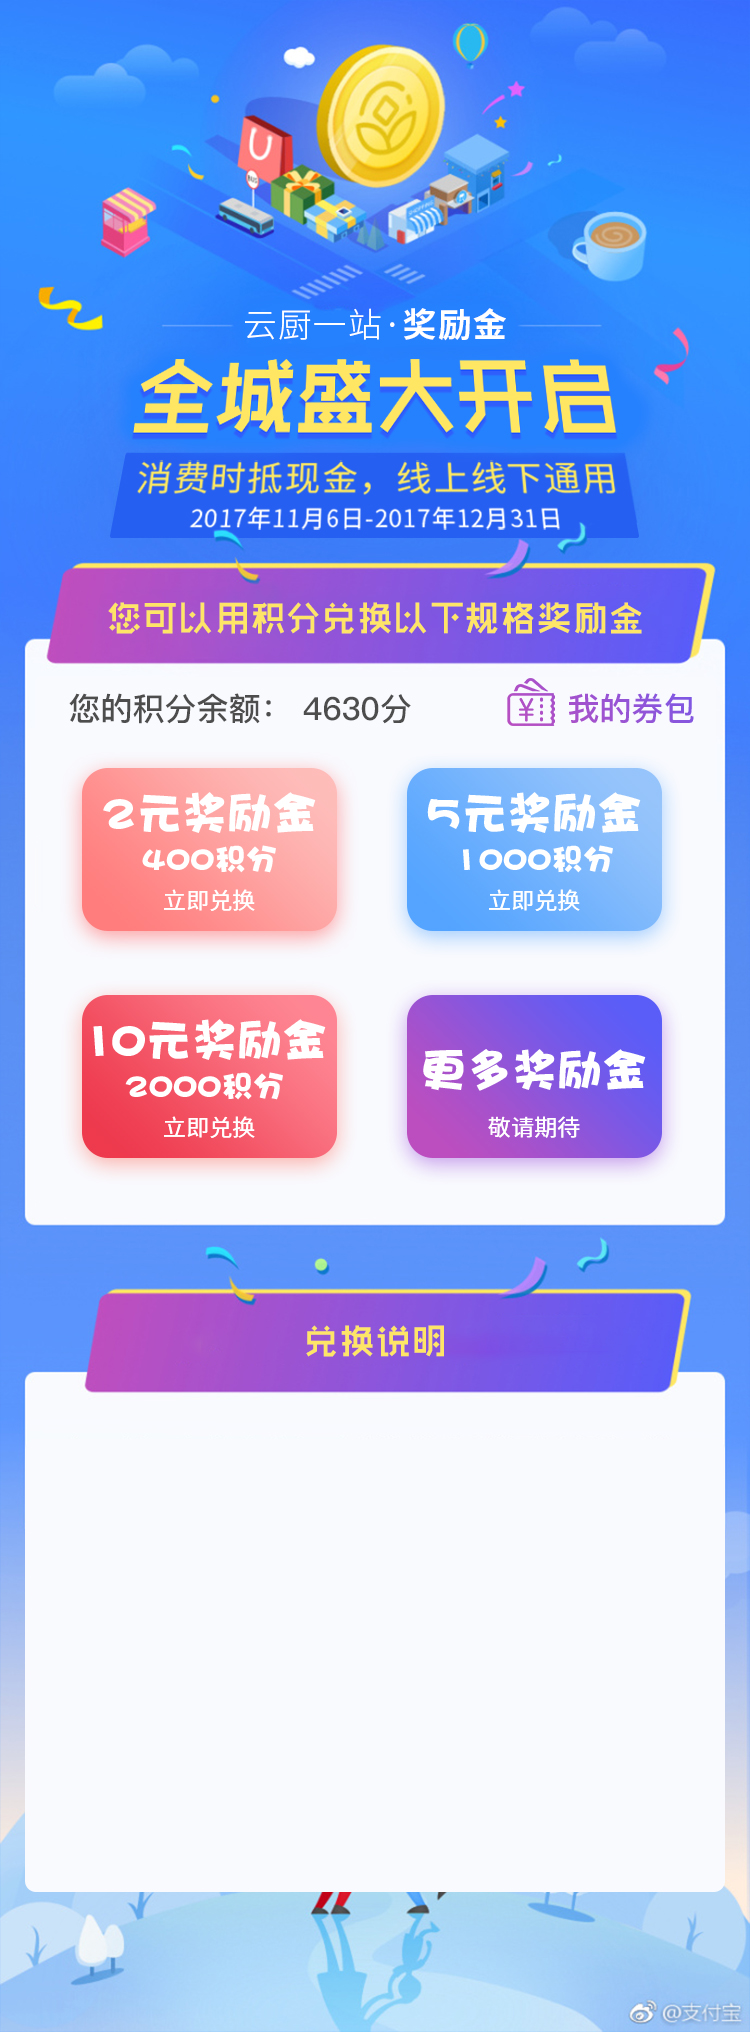 云厨一站·奖励金
全城盛大开启
消费时抵现金，线上线下通用
2017年11月6日-2017年12月31日
您可以用积分兑换以下规格奖励金
您的积分余额： 4630分
我的券包
2元奖励金
400积分
立即兑换
5元奖励金
1000积分
立即兑换
10元奖励金
2000积分
立即兑换
更多奖励金
敬请期待
兑换说明
@支付宝